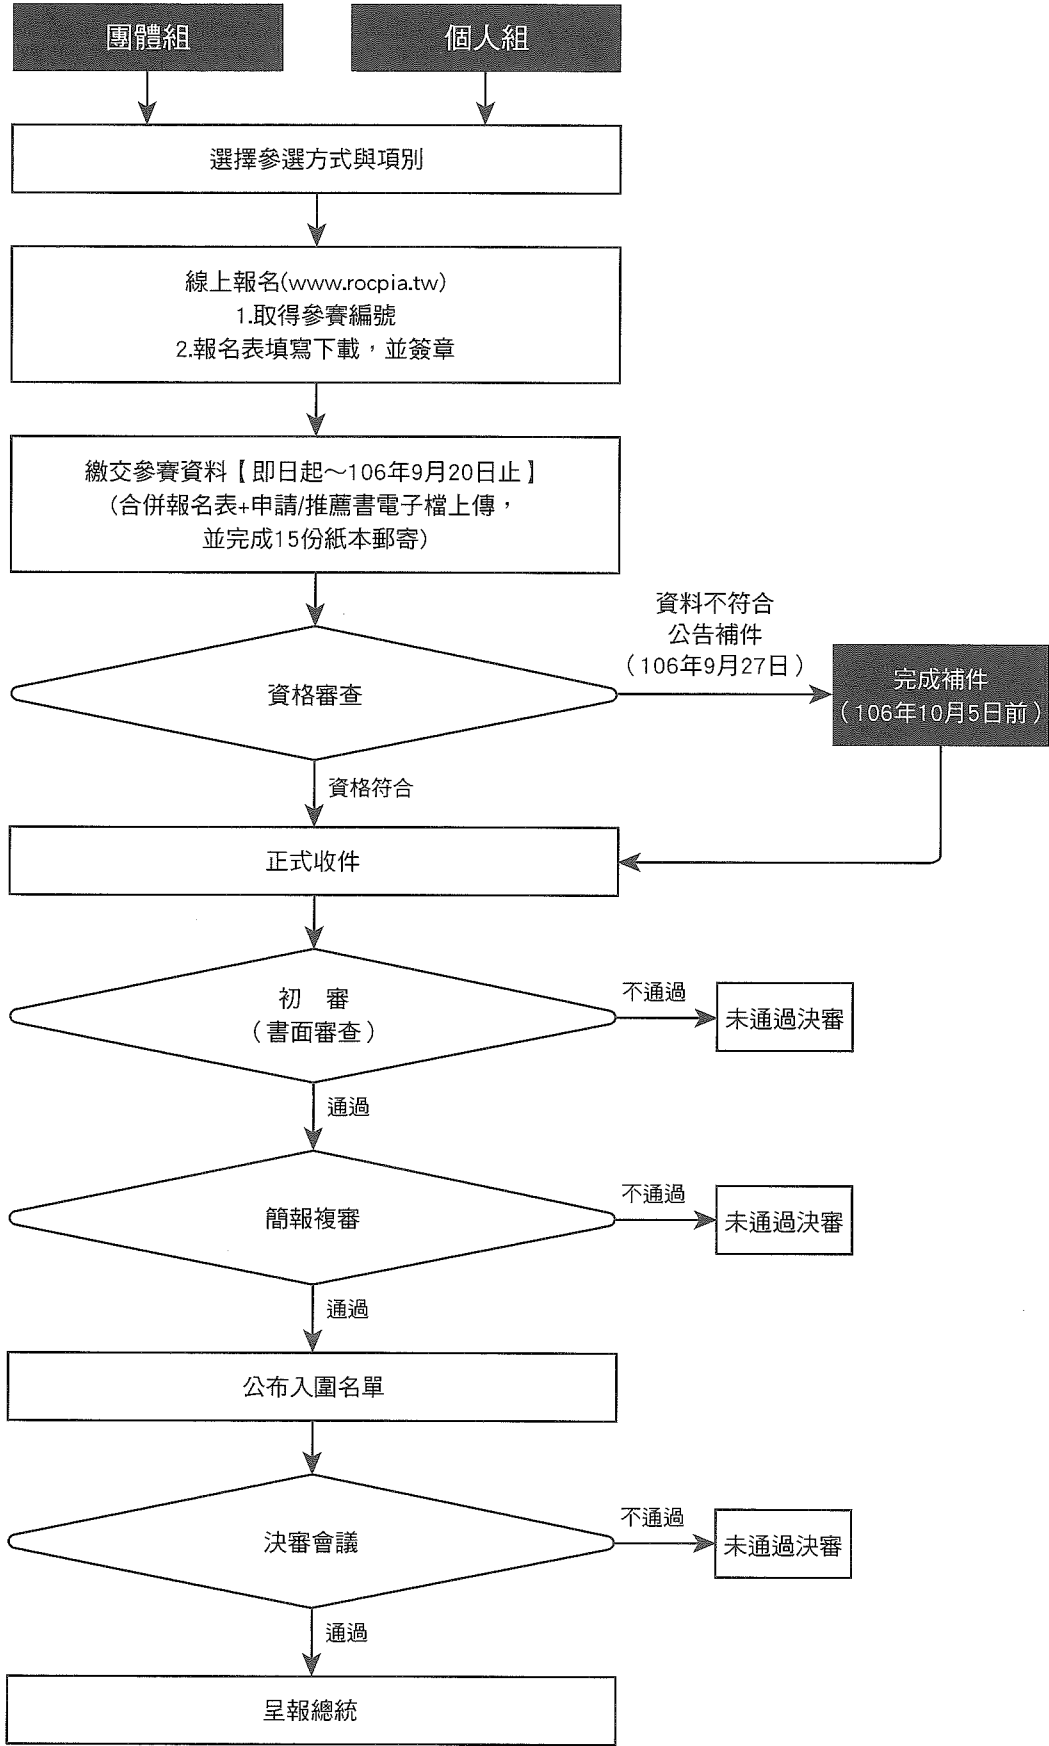 團體組
個人組
選擇參選方式與項別
線上報名(www.rocpia.tw)
1.取得參賽編號
2.報名表填寫下載，並簽章
繳交參賽資料【即日起～106年9月20日止】
(合併報名表+申請/推薦書電子檔上傳，
並完成15份紙本郵寄)
資料不符合
公告補件
（106年9月27日）
資格審查
完成補件
（106年10月5日前）
資格符合
正式收件
初　審
（書面審查）
不通過
未通過決審
通過
簡報複審
不通過
未通過決審
通過
公布入圍名單
決審會議
不通過
未通過決審
通過
呈報總統